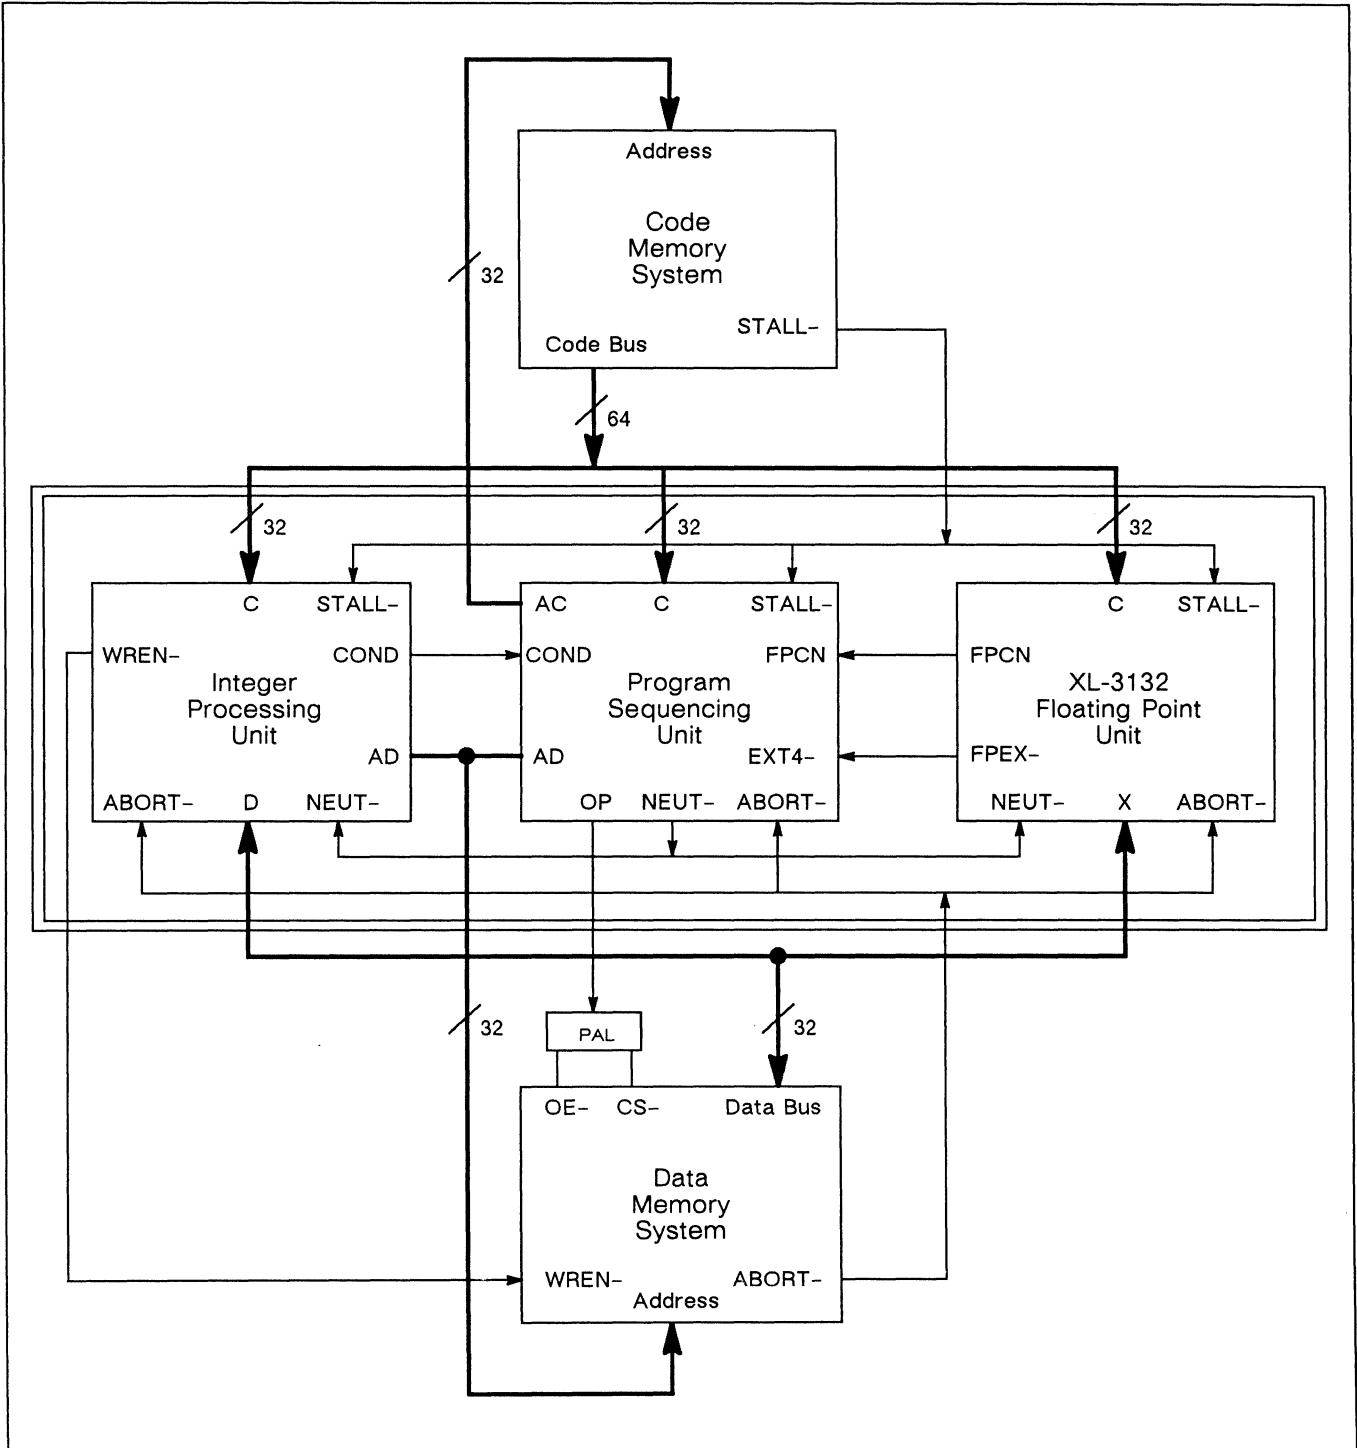 Address
Code
Memory
System
32
STALL-
Code Bus
64
32
32
32
C STALL-
AC C STALL-
C STALL-
WREN- COND
COND FPCN
FPCN
Integer
Processing
Unit
Program
Sequencing
Unit
XL-3132
Floating Point
Unit
AD
AD EXT4-
FPEX-
ABORT- D NEUT-
OP NEUT- ABORT-
NEUT- X ABORT-
32
32
PAL
OE- CS- Data Bus
Data
Memory
System
WREN- ABORT-
Address